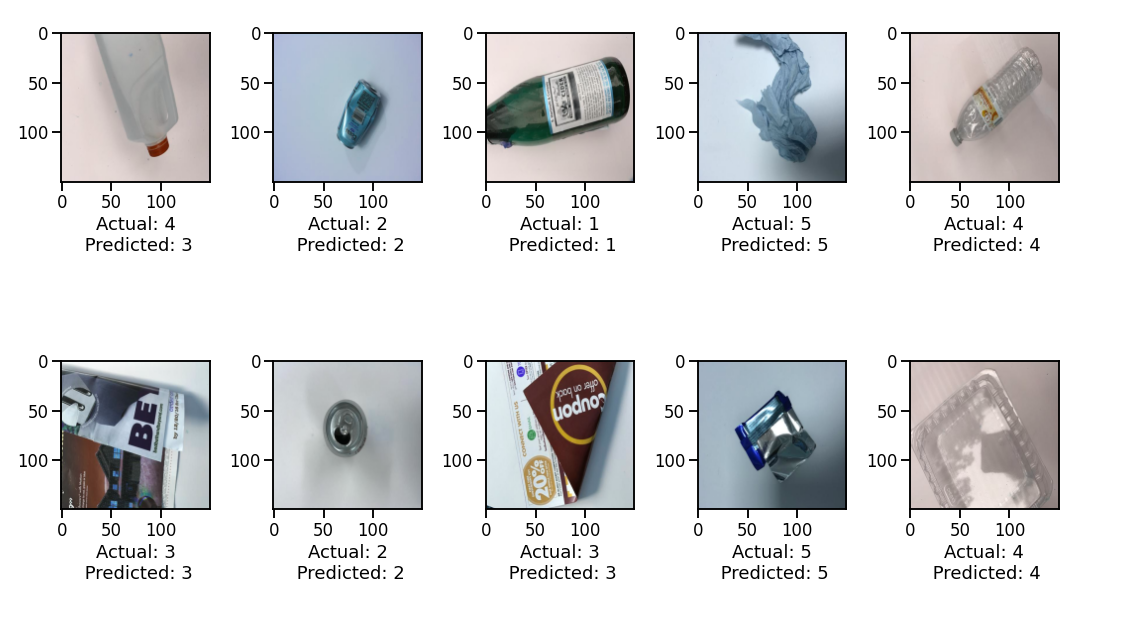 0
50
100
0 50 100
Actual: 4
Predicted: 3
0
50
100
0 50 100
Actual: 2
Predicted: 2
0
50
100
0 50 100
Actual: 1
Predicted: 1
0
50
100
0 50 100
Actual: 5
Predicted: 5
0
50
100
0 50 100
Actual: 4
Predicted: 4
0
50
100
BE
0 50 100
Actual: 3
Predicted: 3
0
50
100
0 50 100
Actual: 2
Predicted: 2
0
50
100
offer on back
coupon
20%
0 50 100
Actual: 3
Predicted: 3
0
50
100
0 50 100
Actual: 5
Predicted: 5
0
50
100
0 50 100
Actual: 4
Predicted: 4